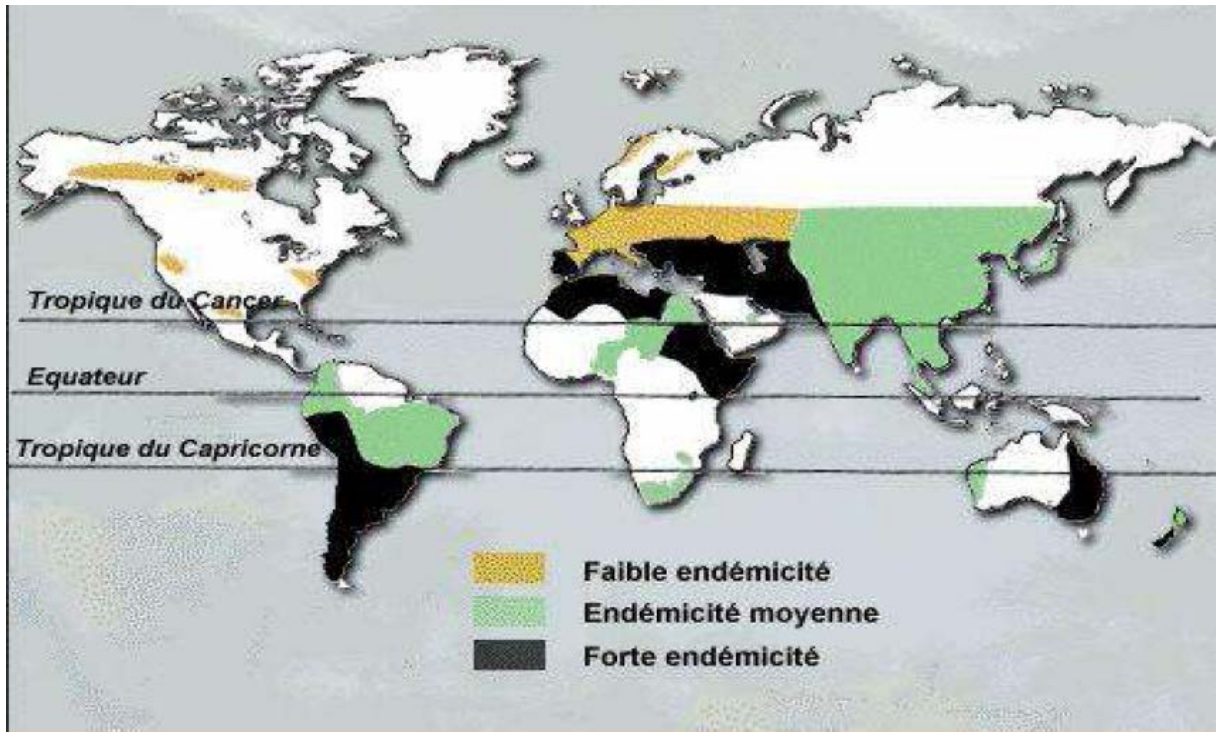 Tropique du Cancer
Equateur
Tropique du Capricorne
Faible endémicité
Endémicité moyenne
Forte endémicité